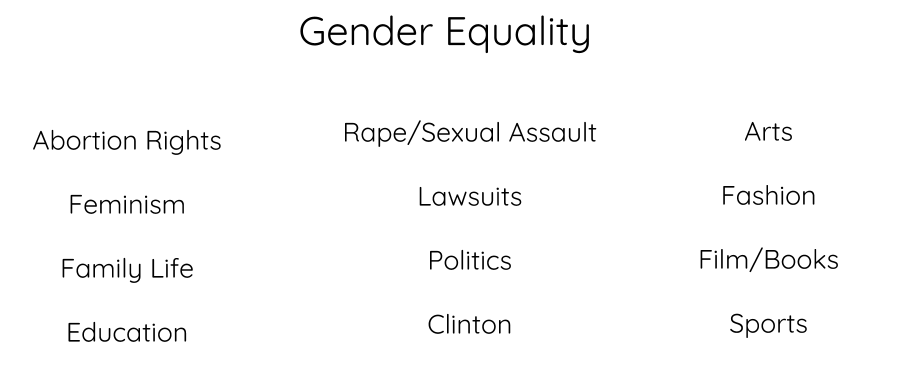 Gender Equality
Abortion Rights
Feminism
Family Life
Education
Rape/Sexual Assault
Lawsuits
Politics
Clinton
Arts
Fashion
Film/Books
Sports